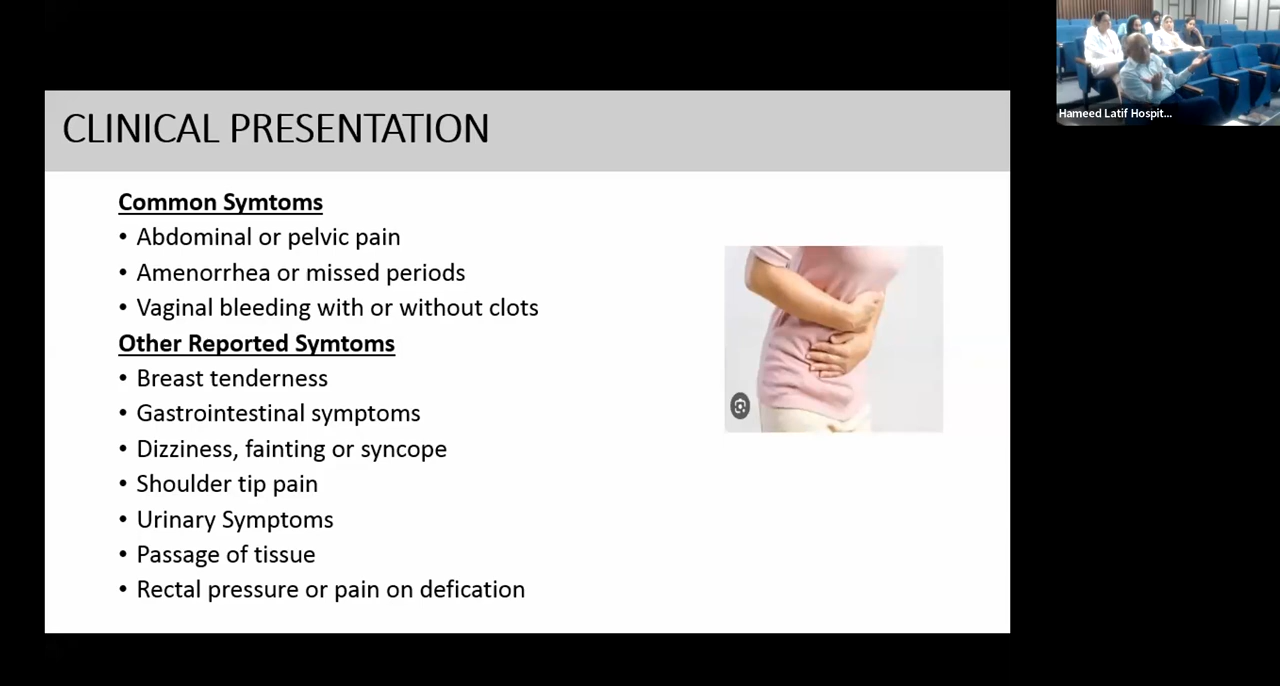 CLINICAL PRESENTATION
Common Symtoms
• Abdominal or pelvic pain
• Amenorrhea or missed periods
• Vaginal bleeding with or without clots
Other Reported Symtoms
• Breast tenderness
• Gastrointestinal symptoms
• Dizziness, fainting or syncope
• Shoulder tip pain
• Urinary Symptoms
• Passage of tissue
• Rectal pressure or pain on defication
Hameed Latif Hospit...